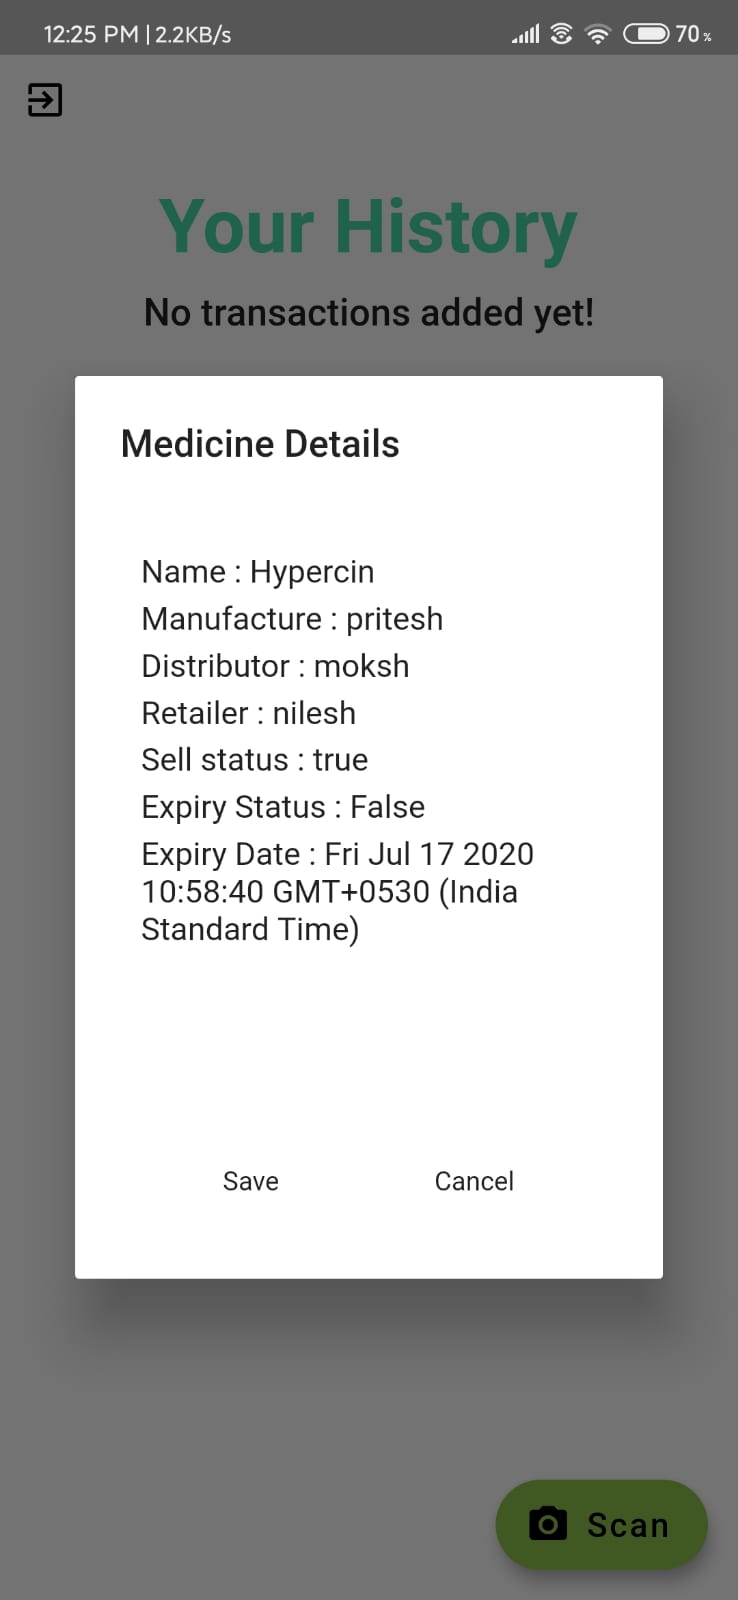 12:25 PM | 2.2KB/s
70%
Your History
No transactions added yet!
Medicine Details
Name : Hypercin
Manufacture : pritesh
Distributor : moksh
Retailer : nilesh
Sell status : true
Expiry Status : False
Expiry Date : Fri Jul 17 2020
10:58:40 GMT+0530 (India
Standard Time)
Save Cancel
Scan